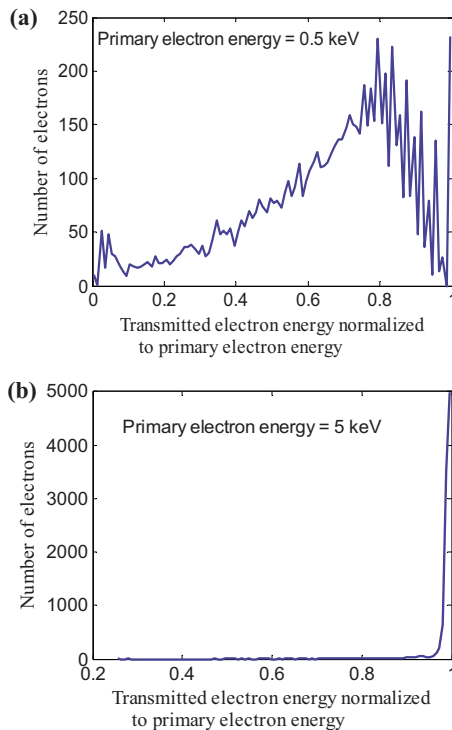 (a)
250
200
150
100
50
0
Number of electrons
Primary electron energy = 0.5 keV
0 0.2 0.4 0.6 0.8 1
Transmitted electron energy normalized
to primary electron energy
(b)
5000
4000
3000
2000
1000
0
Number of electrons
Primary electron energy = 5 keV
0.2 0.4 0.6 0.8 1
Transmitted electron energy normalized
to primary electron energy